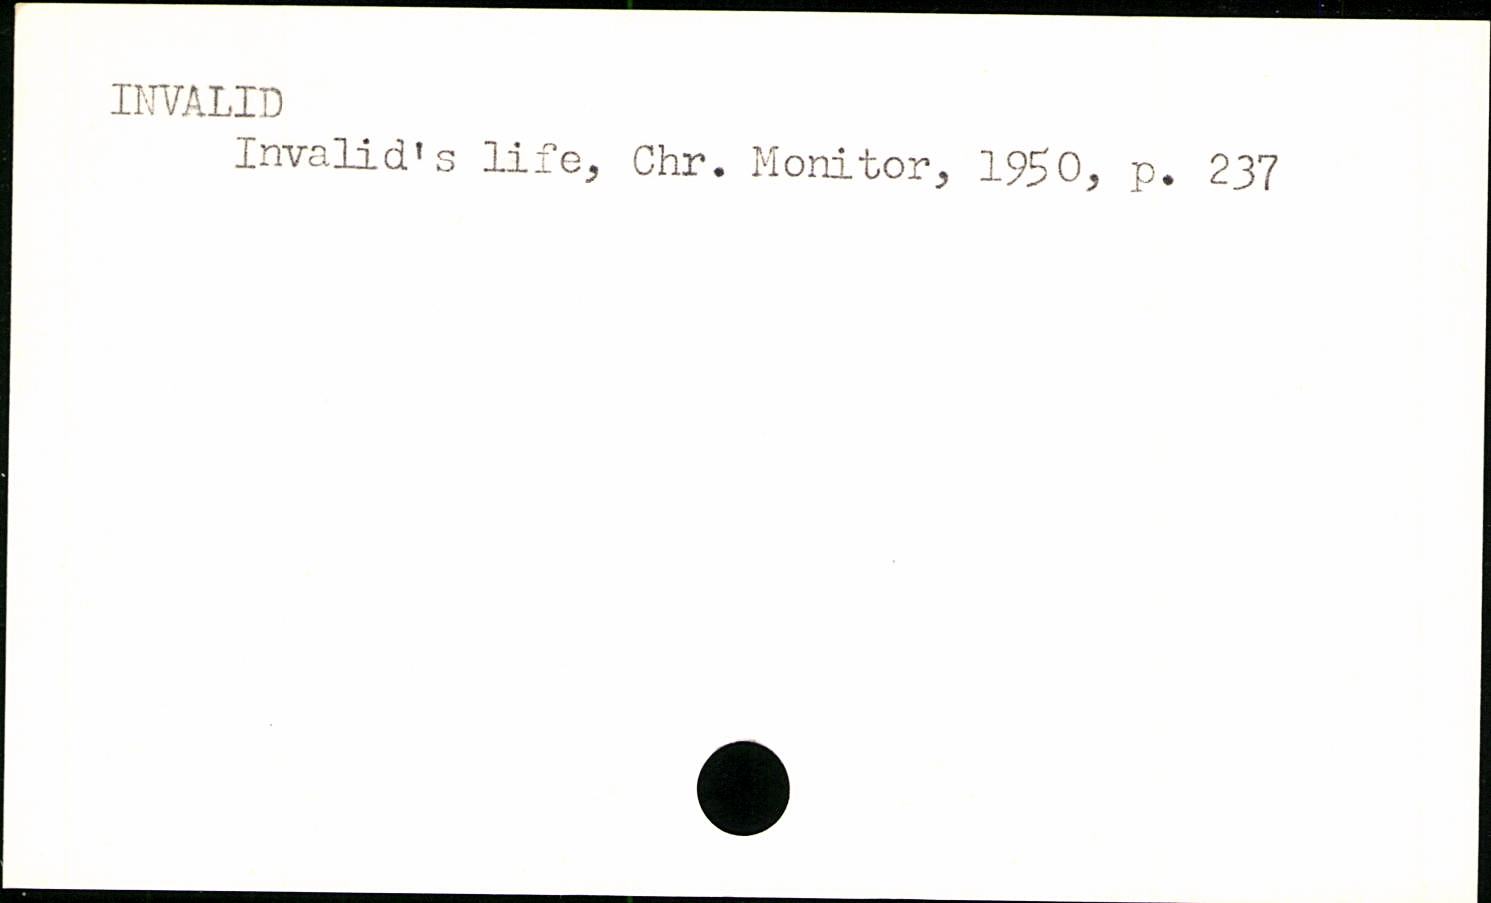 INVALID
Invalid's life, Chr. Monitor, 1950, p. 237